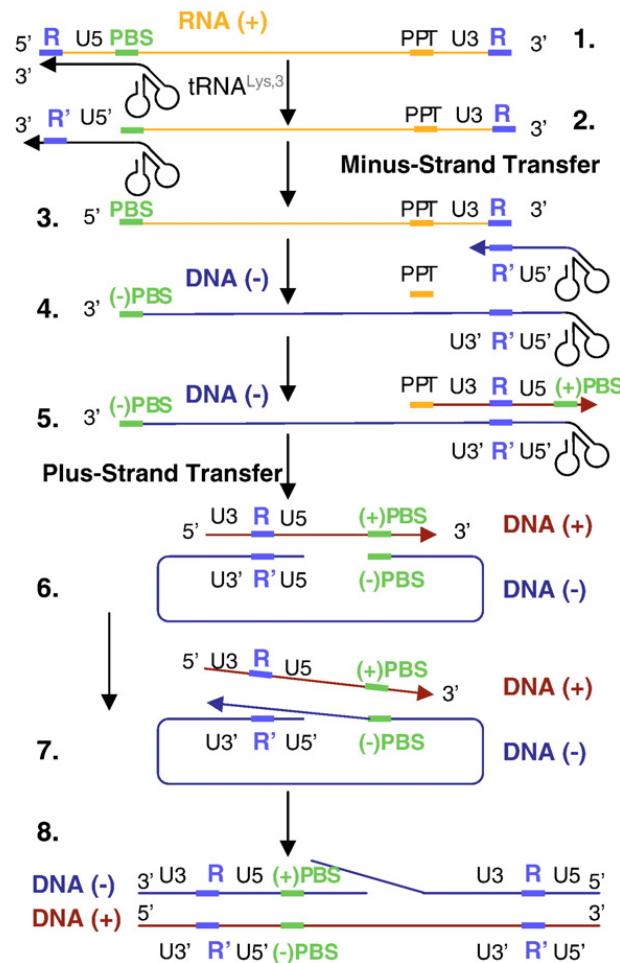 5' R U5 PBS RNA (+) PPT U3 R 3' 1.
3' tRNALys,3
3' R' U5' PPT U3 R 3' 2.
Minus-Strand Transfer
3. 5' PBS PPT U3 R 3'
DNA (-) PPT R' U5'
4. 3' (-)PBS
U3' R' U5'
DNA (-) PPT U3 R U5 (+)PBS
5. 3' (-)PBS
U3' R' U5'
Plus-Strand Transfer
5' U3 R U5 (+)PBS 3' DNA (+)
6. U3' R' U5 (-)PBS DNA (-)
5' U3 R U5 (+)PBS 3' DNA (+)
7. U3' R' U5' (-)PBS DNA (-)
8.
DNA (-) 3' U3 R U5 (+)PBS U3 R U5 5'
DNA (+) 5' 3'
U3' R' U5' (-)PBS U3' R' U5'